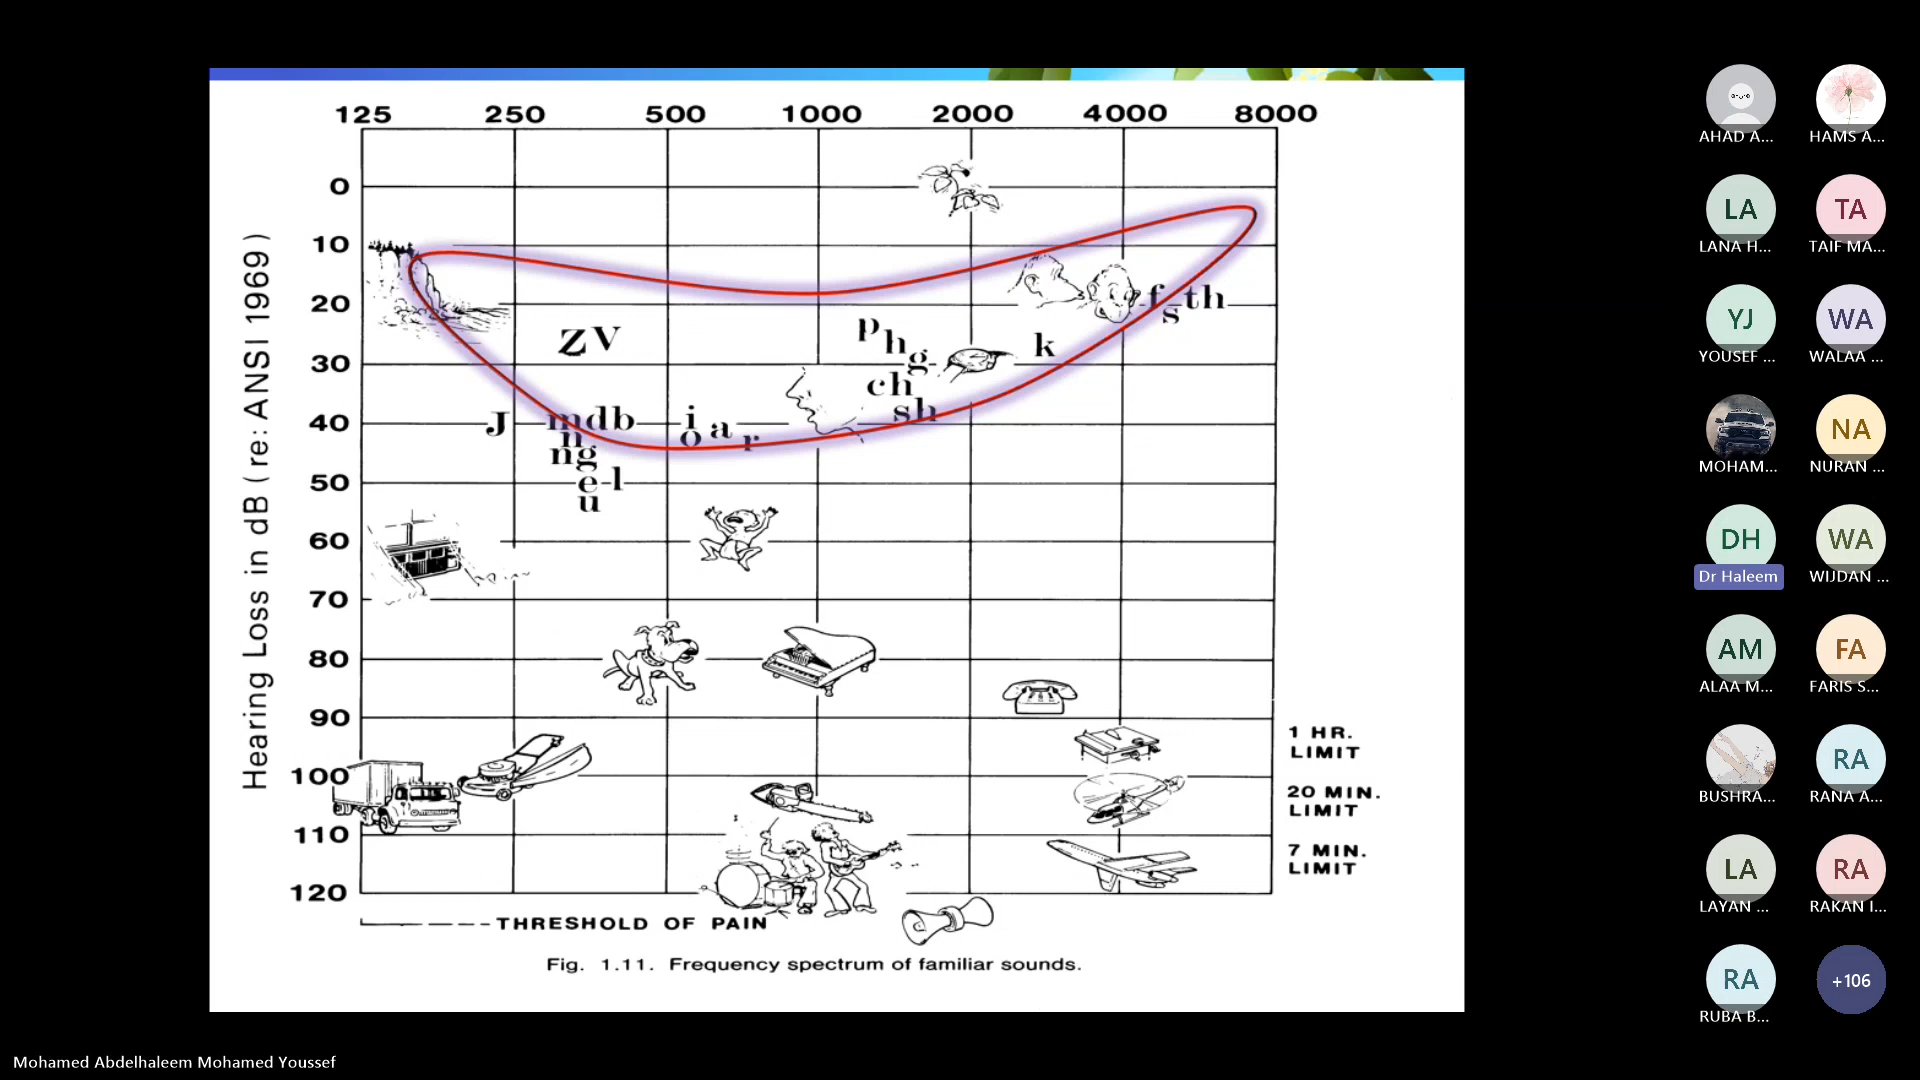 125 250 500 1000 2000 4000 8000
Hearing Loss in dB ( re: ANSI 1969 )
0
10
20
30
40
50
60
70
80
90
100
110
120
f th
s
Z V
p h g k
ch
sh
J m d b i o a r
n
ng
e l
u
1 HR.
LIMIT
20 MIN.
LIMIT
7 MIN.
LIMIT
THRESHOLD OF PAIN
Fig. 1.11. Frequency spectrum of familiar sounds.
AHAD A...
HAMS A...
LA
LANA H...
TA
TAIF MA...
YJ
YOUSEF ...
WA
WALAA ...
MOHAM...
NA
NURAN ...
DH
Dr Haleem
WA
WIJDAN ...
AM
ALAA M...
FA
FARIS S...
BUSHRA...
RA
RANA A...
LA
LAYAN ...
RA
RAKAN I...
RA
RUBA B...
+106
Mohamed Abdelhaleem Mohamed Youssef